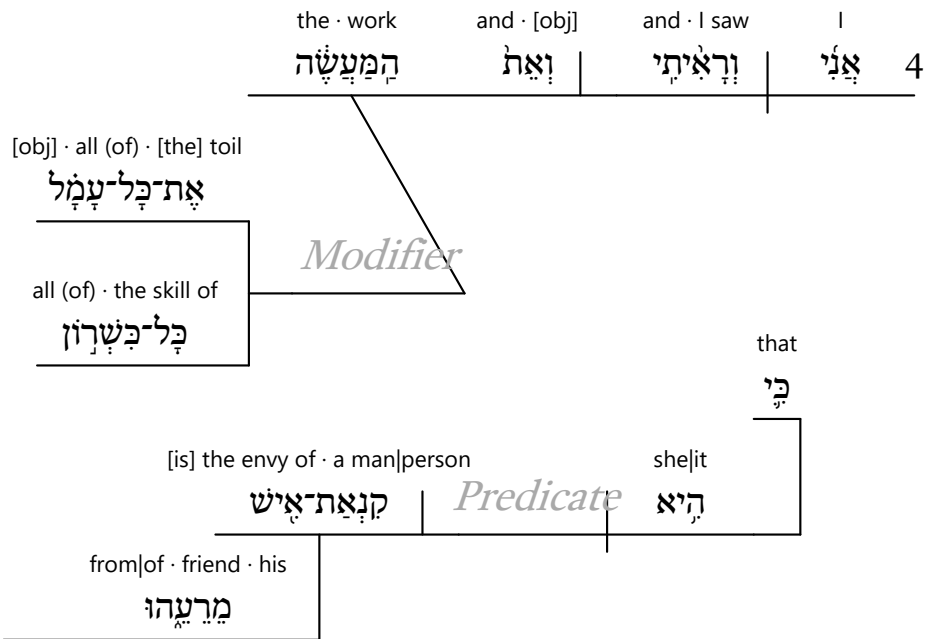 the · work and · [obj] and · I saw I
4 אֲנִ֜י וְרָאִ֨יתִֽי וְאֵת֙ הַֽמַּעֲשֶׂ֔ה
[obj] · all (of) · [the] toil
אֶת־כָּל־עָמָ֗ל
Modifier
all (of) · the skill of
כָּל־כִּשְׁר֣וֹן
that
כִּ֛י
[is] the envy of · a man|person she|it
הִ֥יא Predicate קִנְאַת־אִ֖ישׁ
from|of · friend · his
מֵרֵעֵ֑הוּ